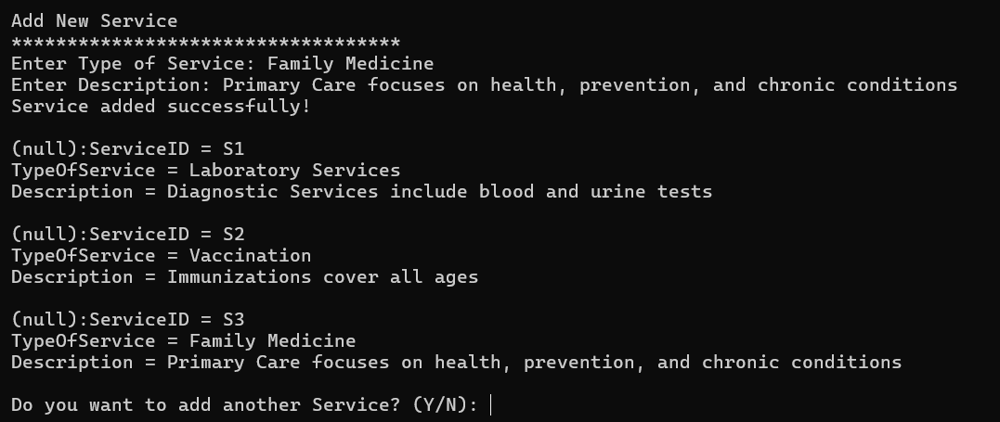 Add New Service
***********************************
Enter Type of Service: Family Medicine
Enter Description: Primary Care focuses on health, prevention, and chronic conditions
Service added successfully!
(null):ServiceID = S1
TypeOfService = Laboratory Services
Description = Diagnostic Services include blood and urine tests
(null):ServiceID = S2
TypeOfService = Vaccination
Description = Immunizations cover all ages
(null):ServiceID = S3
TypeOfService = Family Medicine
Description = Primary Care focuses on health, prevention, and chronic conditions
Do you want to add another Service? (Y/N):